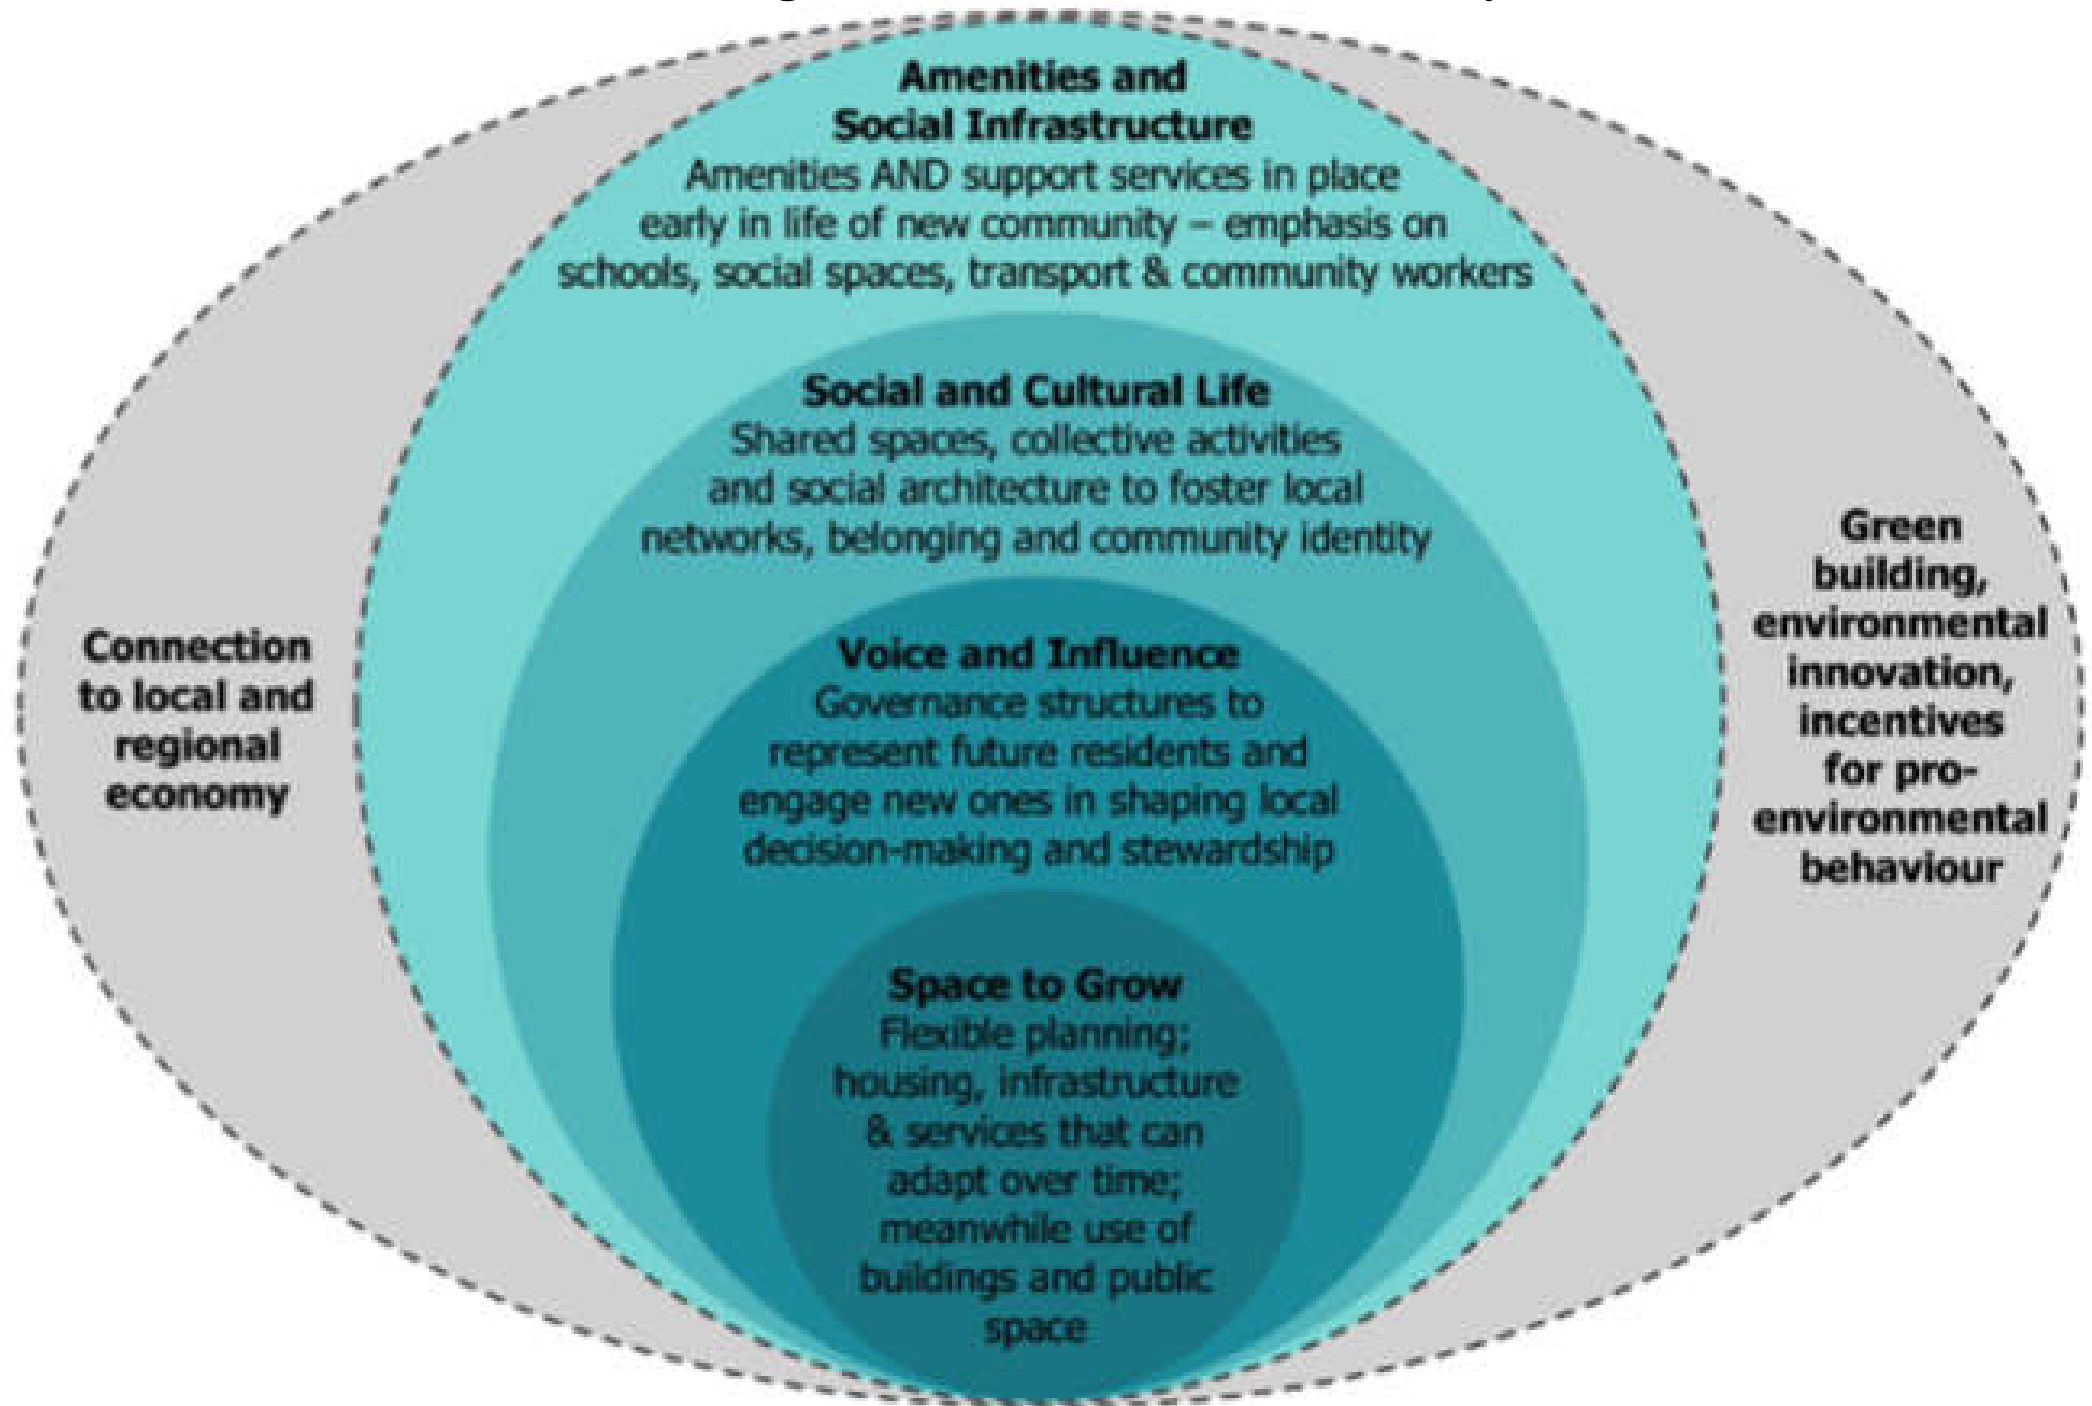 Amenities and
Social Infrastructure
Amenities AND support services in place
early in life of new community – emphasis on
schools, social spaces, transport & community workers
Social and Cultural Life
Shared spaces, collective activities
and social architecture to foster local
networks, belonging and community identity
Voice and Influence
Governance structures to
represent future residents and
engage new ones in shaping local
decision-making and stewardship
Space to Grow
Flexible planning;
housing, infrastructure
& services that can
adapt over time;
meanwhile use of
buildings and public
space
Connection
to local and
regional
economy
Green
building,
environmental
innovation,
incentives
for pro-
environmental
behaviour